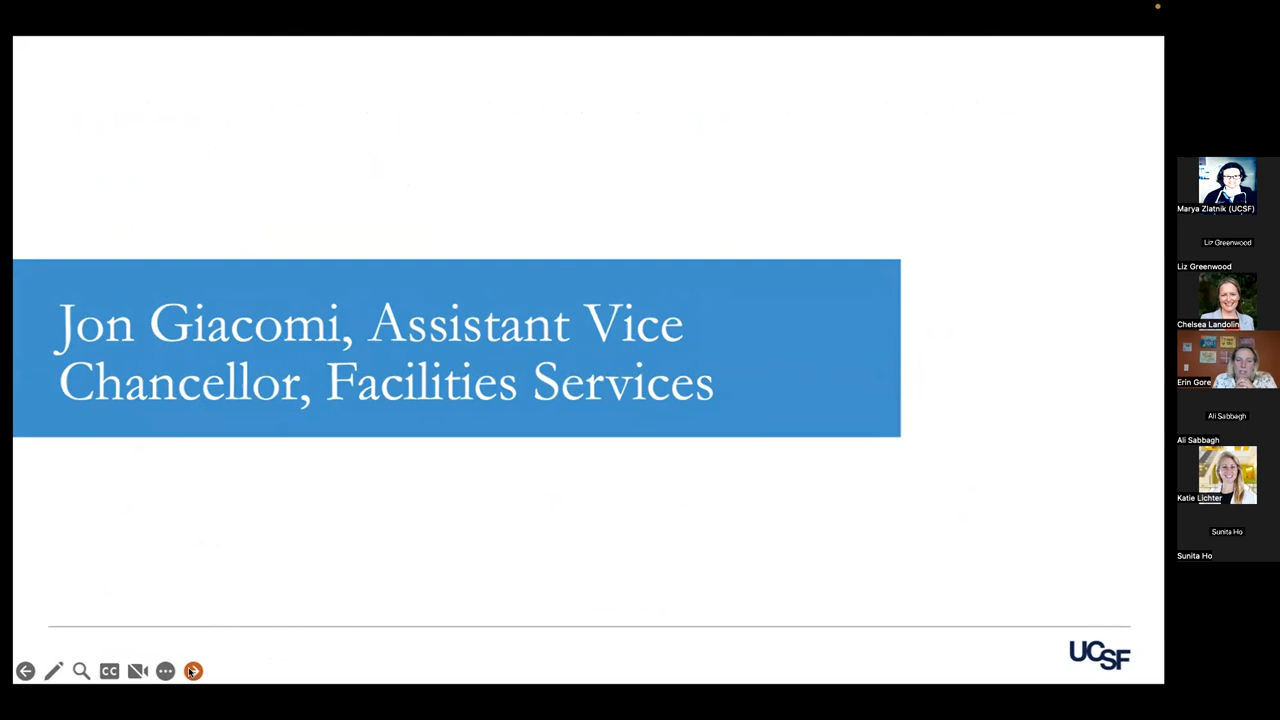 Jon Giacomi, Assistant Vice
Chancellor, Facilities Services
UCSF
CC
Marya Zlatnik (UCSF)
Liz Greenwood
Liz Greenwood
Chelsea Landolin
Erin Gore
Ali Sabbagh
Ali Sabbagh
Katie Lichter
Sunita Ho
Sunita Ho